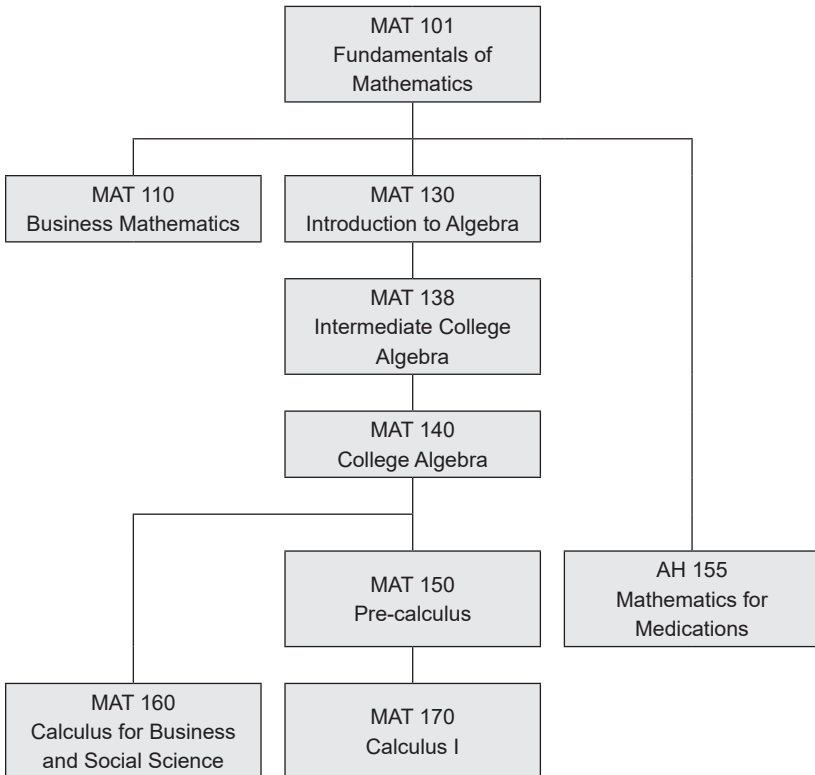 MAT 101
Fundamentals of
Mathematics
MAT 110
Business Mathematics
MAT 130
Introduction to Algebra
MAT 138
Intermediate College
Algebra
MAT 140
College Algebra
MAT 150
Pre-calculus
AH 155
Mathematics for
Medications
MAT 160
Calculus for Business
and Social Science
MAT 170
Calculus I